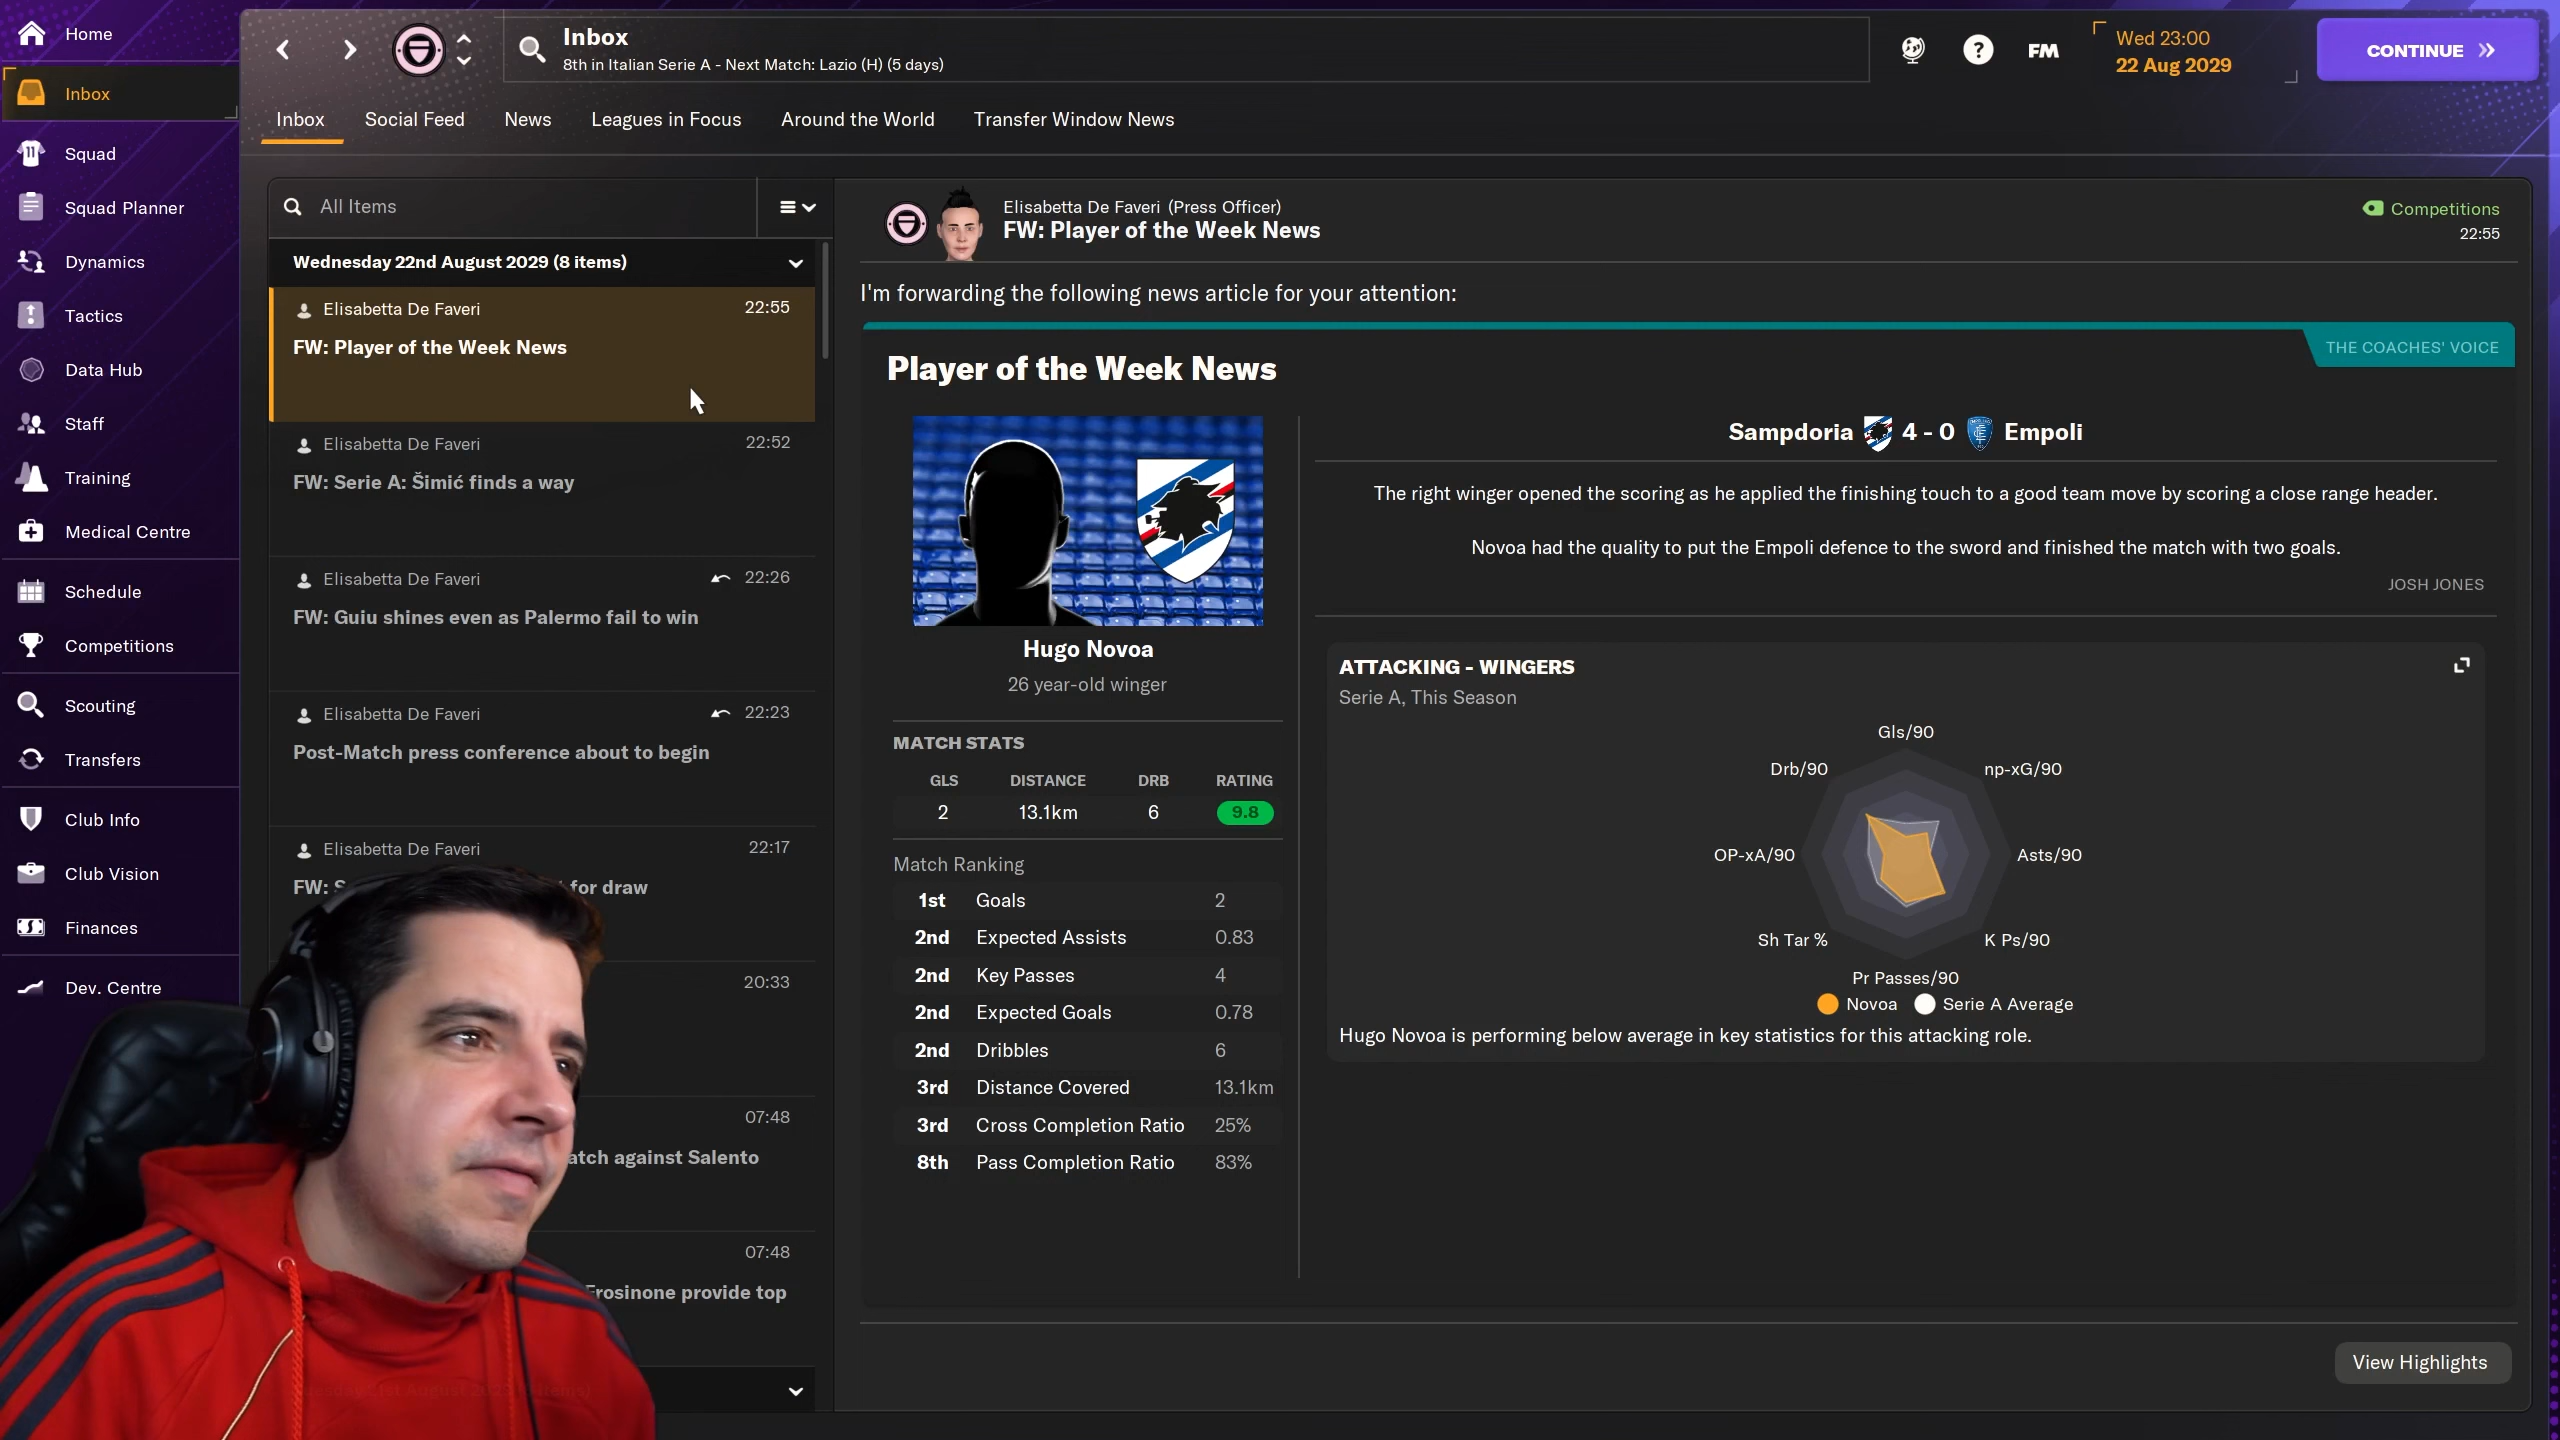 Home
Inbox
Squad
Squad Planner
Dynamics
Tactics
Data Hub
Staff
Training
Medical Centre
Schedule
Competitions
Scouting
Transfers
Club Info
Club Vision
Finances
Dev. Centre
Inbox
8th in Italian Serie A - Next Match: Lazio (H) (5 days)
FM
Wed 23:00
22 Aug 2029
CONTINUE
Inbox Social Feed News Leagues in Focus Around the World Transfer Window News
All Items
Wednesday 22nd August 2029 (8 items)
Elisabetta De Faveri 22:55
FW: Player of the Week News
Elisabetta De Faveri 22:52
FW: Serie A: Šimić finds a way
Elisabetta De Faveri 22:26
FW: Guiu shines even as Palermo fail to win
Elisabetta De Faveri 22:23
Post-Match press conference about to begin
Elisabetta De Faveri 22:17
FW: for draw
20:33
07:48
against Salento
07:48
Frosinone provide top
Elisabetta De Faveri (Press Officer)
FW: Player of the Week News
Competitions
22:55
I'm forwarding the following news article for your attention:
THE COACHES' VOICE
Player of the Week News
Hugo Novoa
26 year-old winger
MATCH STATS
GLS DISTANCE DRB RATING
2 13.1km 6 9.8
Match Ranking
1st Goals 2
2nd Expected Assists 0.83
2nd Key Passes 4
2nd Expected Goals 0.78
2nd Dribbles 6
3rd Distance Covered 13.1km
3rd Cross Completion Ratio 25%
8th Pass Completion Ratio 83%
Sampdoria 4 - 0 Empoli
The right winger opened the scoring as he applied the finishing touch to a good team move by scoring a close range header.
Novoa had the quality to put the Empoli defence to the sword and finished the match with two goals.
JOSH JONES
ATTACKING - WINGERS
Serie A, This Season
Gls/90
Drb/90 np-xG/90
OP-xA/90 Asts/90
Sh Tar % K Ps/90
Pr Passes/90
Novoa Serie A Average
Hugo Novoa is performing below average in key statistics for this attacking role.
View Highlights